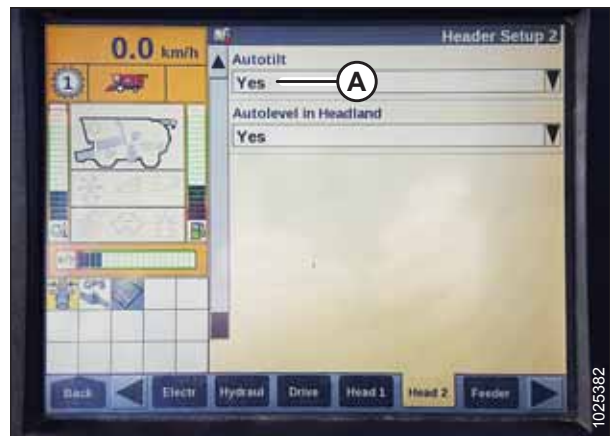 Header Setup 2
0.0 km/h
1
Autotilt
Yes
A
Autolevel in Headland
Yes
Back
Electr
Hydraul
Drive
Head 1
Head 2
Feeder
1025382